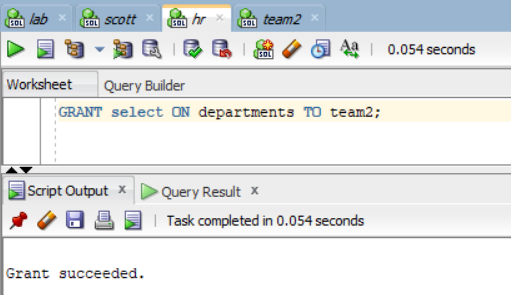 lab × scott × hr × team2 ×
0.054 seconds
Worksheet Query Builder
GRANT select ON departments TO team2;
Script Output × Query Result ×
Task completed in 0.054 seconds
Grant succeeded.